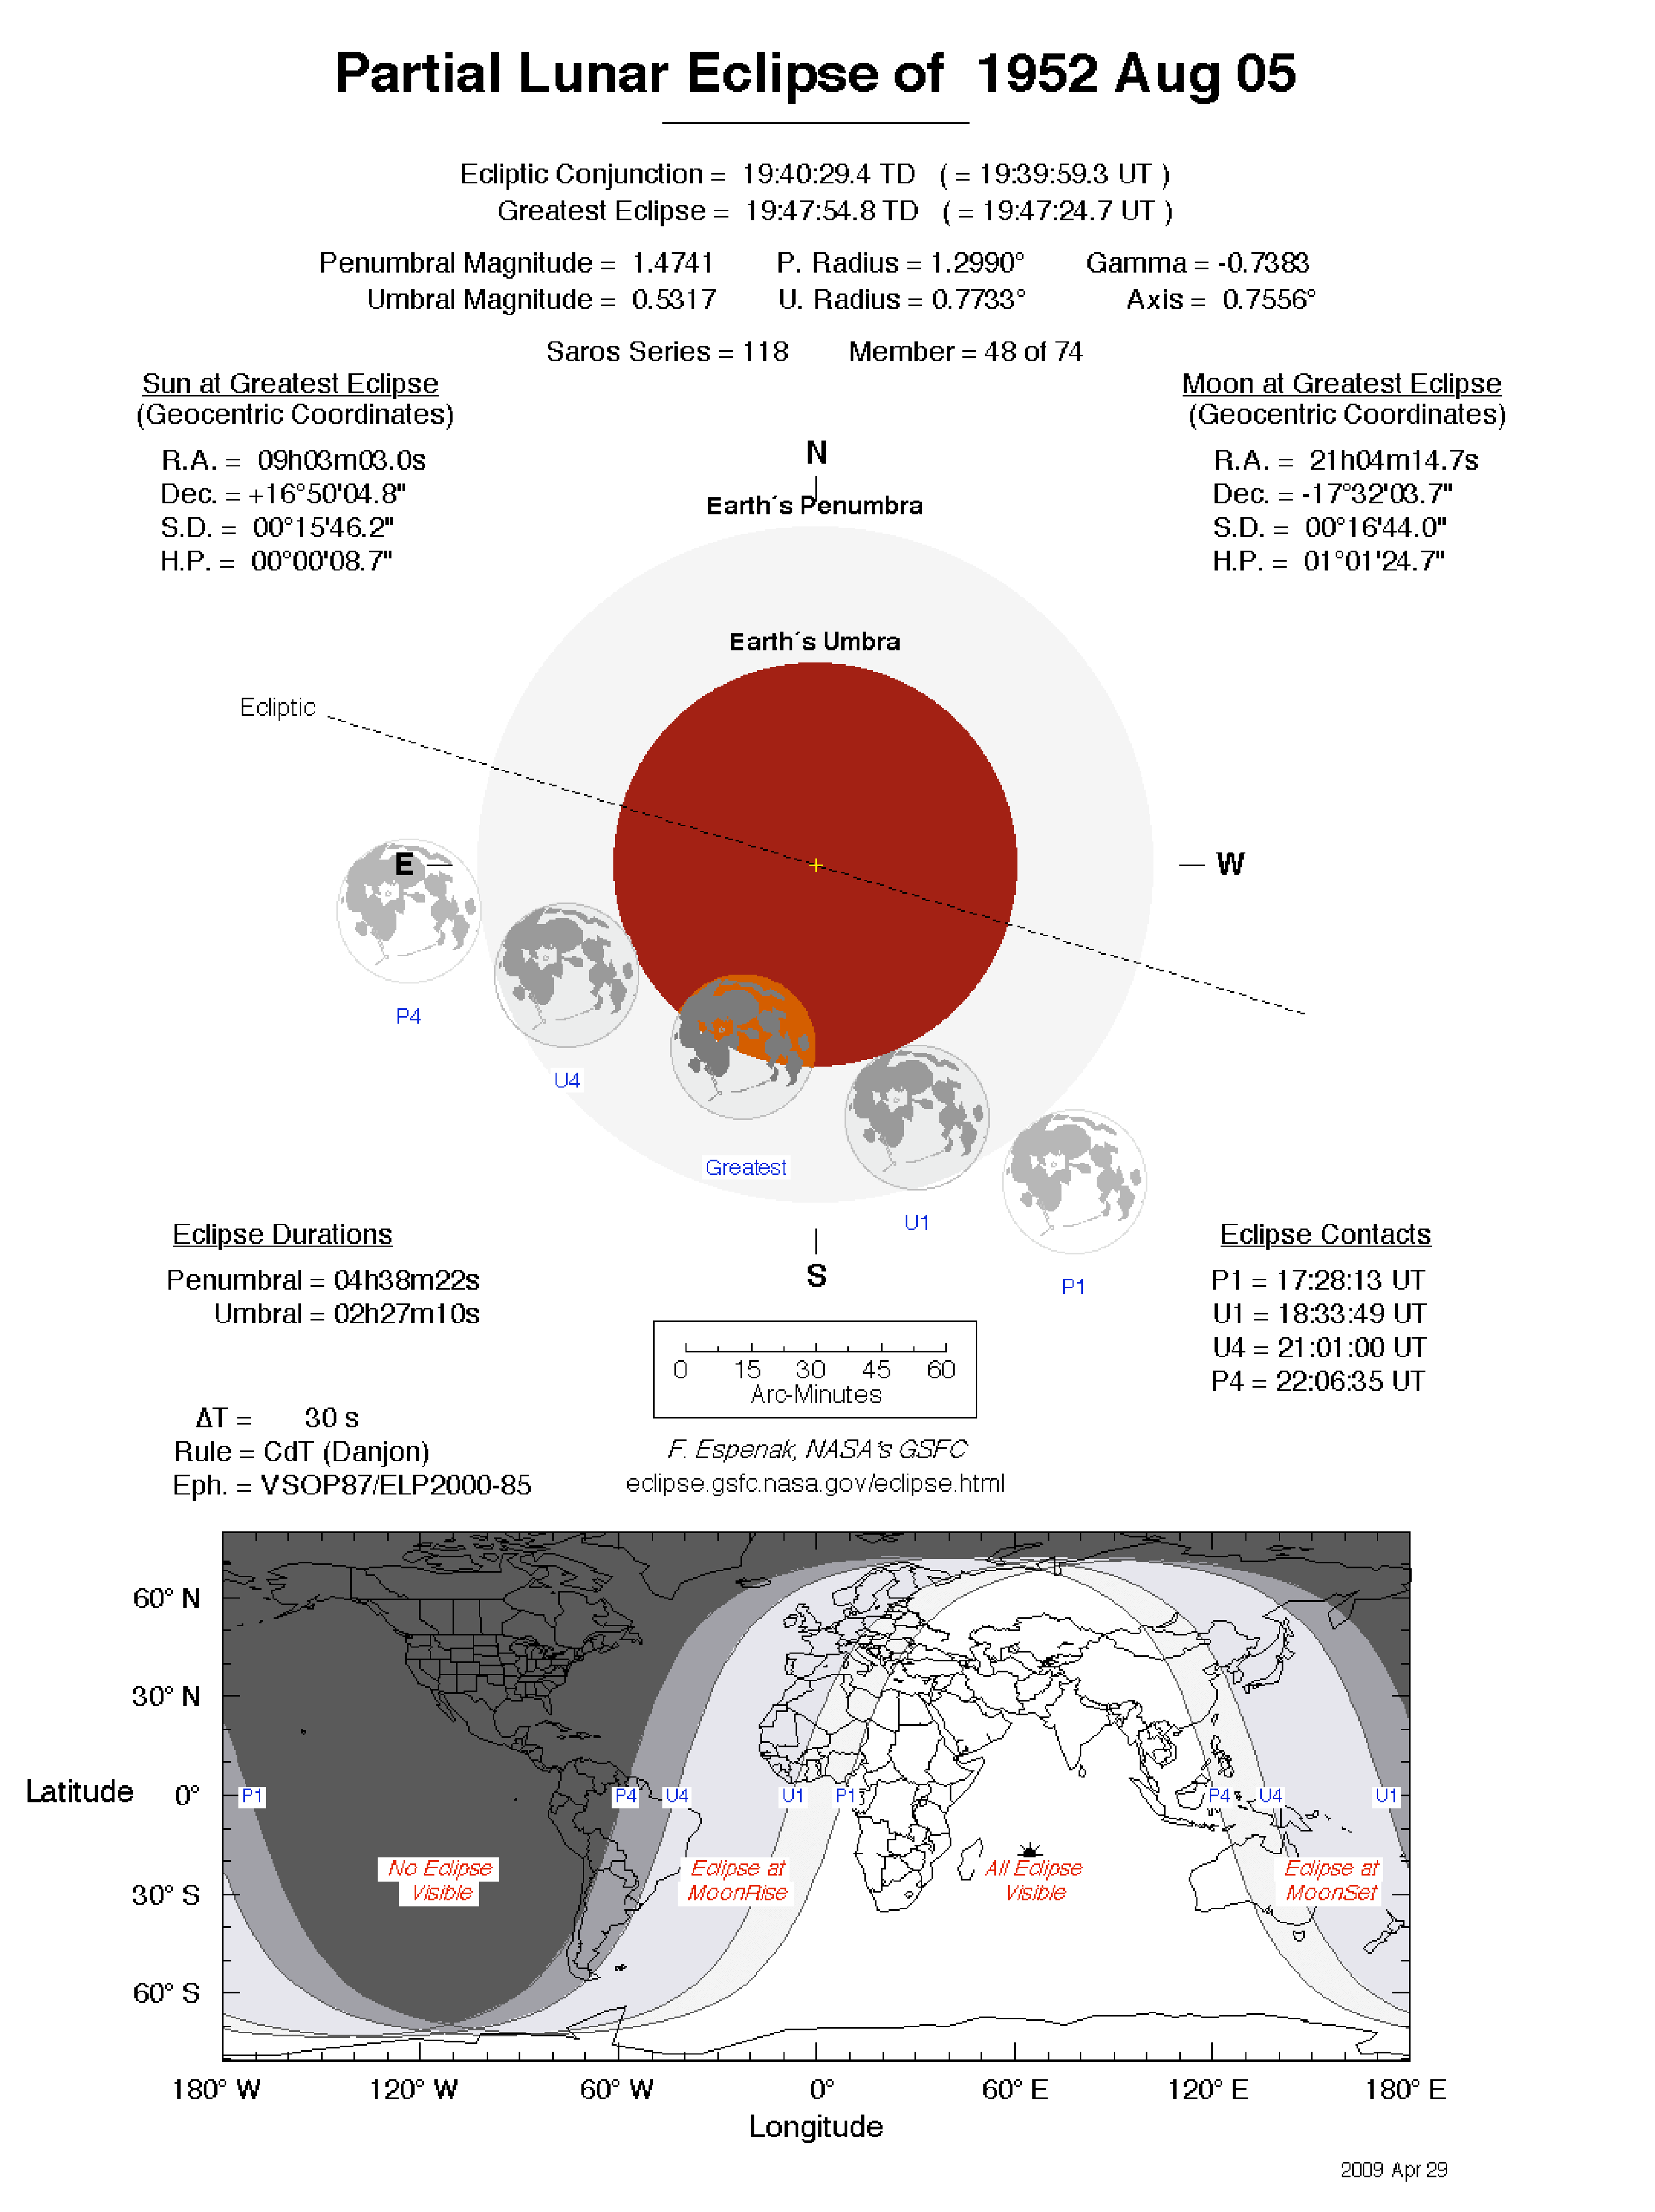 Partial Lunar Eclipse of 1952 Aug 05
Ecliptic Conjunction = 19:40:29.4 TD ( = 19:39:59.3 UT )
Greatest Eclipse = 19:47:54.8 TD ( = 19:47:24.7 UT )
Penumbral Magnitude = 1.4741 P. Radius = 1.2990° Gamma = -0.7383
Umbral Magnitude = 0.5317 U. Radius = 0.7733° Axis = 0.7556°
Saros Series = 118 Member = 48 of 74
Sun at Greatest Eclipse
(Geocentric Coordinates)
R.A. = 09h03m03.0s
Dec. = +16°50'04.8"
S.D. = 00°15'46.2"
H.P. = 00°00'08.7"
Moon at Greatest Eclipse
(Geocentric Coordinates)
R.A. = 21h04m14.7s
Dec. = -17°32'03.7"
S.D. = 00°16'44.0"
H.P. = 01°01'24.7"
N
Earth´s Penumbra
Earth´s Umbra
Ecliptic
E
W
P4
U4
Greatest
U1
P1
S
Eclipse Durations
Penumbral = 04h38m22s
Umbral = 02h27m10s
Eclipse Contacts
P1 = 17:28:13 UT
U1 = 18:33:49 UT
U4 = 21:01:00 UT
P4 = 22:06:35 UT
0 15 30 45 60
Arc-Minutes
ΔT = 30 s
Rule = CdT (Danjon)
Eph. = VSOP87/ELP2000-85
F. Espenak, NASA's GSFC
eclipse.gsfc.nasa.gov/eclipse.html
60° N
30° N
Latitude 0°
30° S
60° S
P1 P4 U4 U1 P1 P4 U4 U1
No Eclipse
Visible
Eclipse at
MoonRise
All Eclipse
Visible
Eclipse at
MoonSet
180° W 120° W 60° W 0° 60° E 120° E 180° E
Longitude
2009 Apr 29